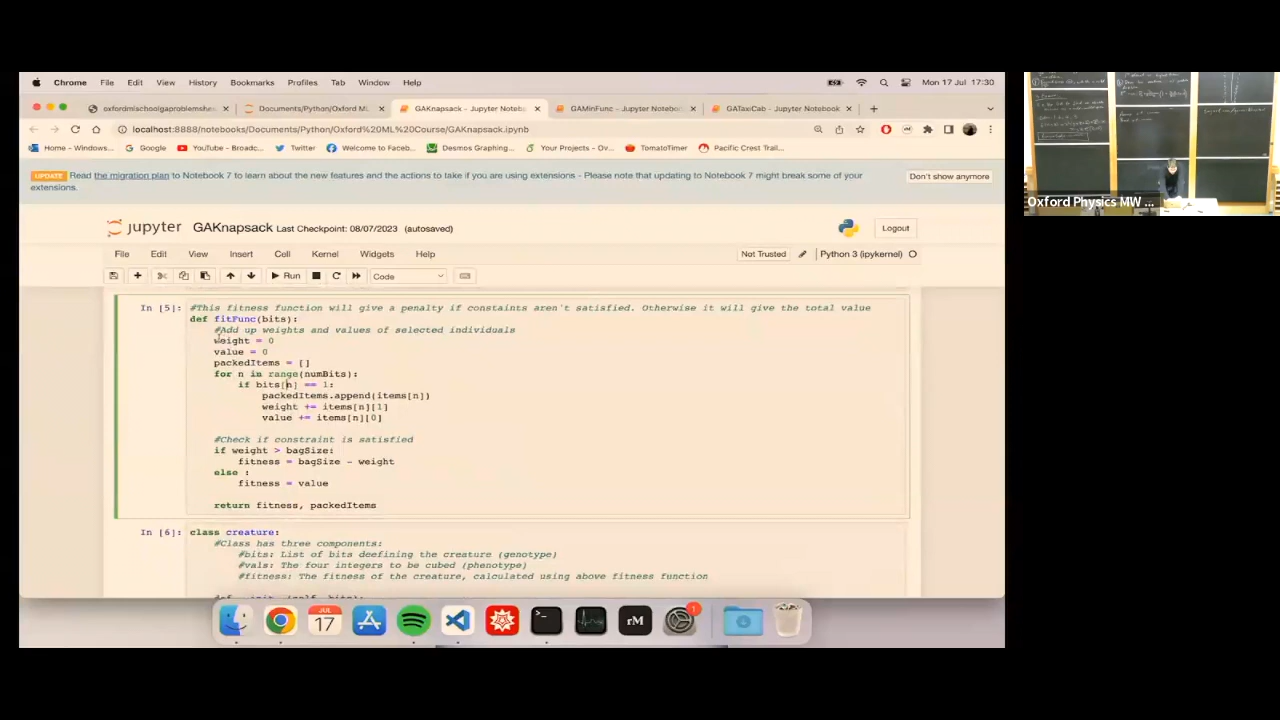 Chrome File Edit View History Bookmarks Profiles Tab Window Help Mon 17 Jul 17:30
oxfordmlschoolgaproblemshe Documents/Python/Oxford ML GAKnapsack - Jupyter Noteb GAMinFunc - Jupyter Notebook GATaxiCab - Jupyter Notebook
localhost:8888/notebooks/Documents/Python/Oxford%20ML%20Course/GAKnapsack.ipynb
Home - Windows... Google YouTube - Broadc... Twitter Welcome to Faceb... Desmos Graphing... Your Projects - Ov... TomatoTimer Pacific Crest Trail...
UPDATE Read the migration plan to Notebook 7 to learn about the new features and the actions to take if you are using extensions - Please note that updating to Notebook 7 might break some of your
extensions.
Don't show anymore
jupyter GAKnapsack Last Checkpoint: 08/07/2023 (autosaved) Logout
File Edit View Insert Cell Kernel Widgets Help Not Trusted Python 3 (ipykernel)
Run Code
In [5]: #This fitness function will give a penalty if constaints aren't satisfied. Otherwise it will give the total value
def fitFunc(bits):
#Add up weights and values of selected individuals
weight = 0
value = 0
packedItems = []
for n in range(numBits):
if bits[n] == 1:
packedItems.append(items[n])
weight += items[n][1]
value += items[n][0]
#Check if constraint is satisfied
if weight > bagSize:
fitness = bagSize - weight
else :
fitness = value
return fitness, packedItems
In [6]: class creature:
#Class has three components:
#bits: List of bits deefining the creature (genotype)
#vals: The four integers to be cubed (phenotype)
#fitness: The fitness of the creature, calculated using above fitness function
JUL
17
rM
1
Oxford Physics MW ...